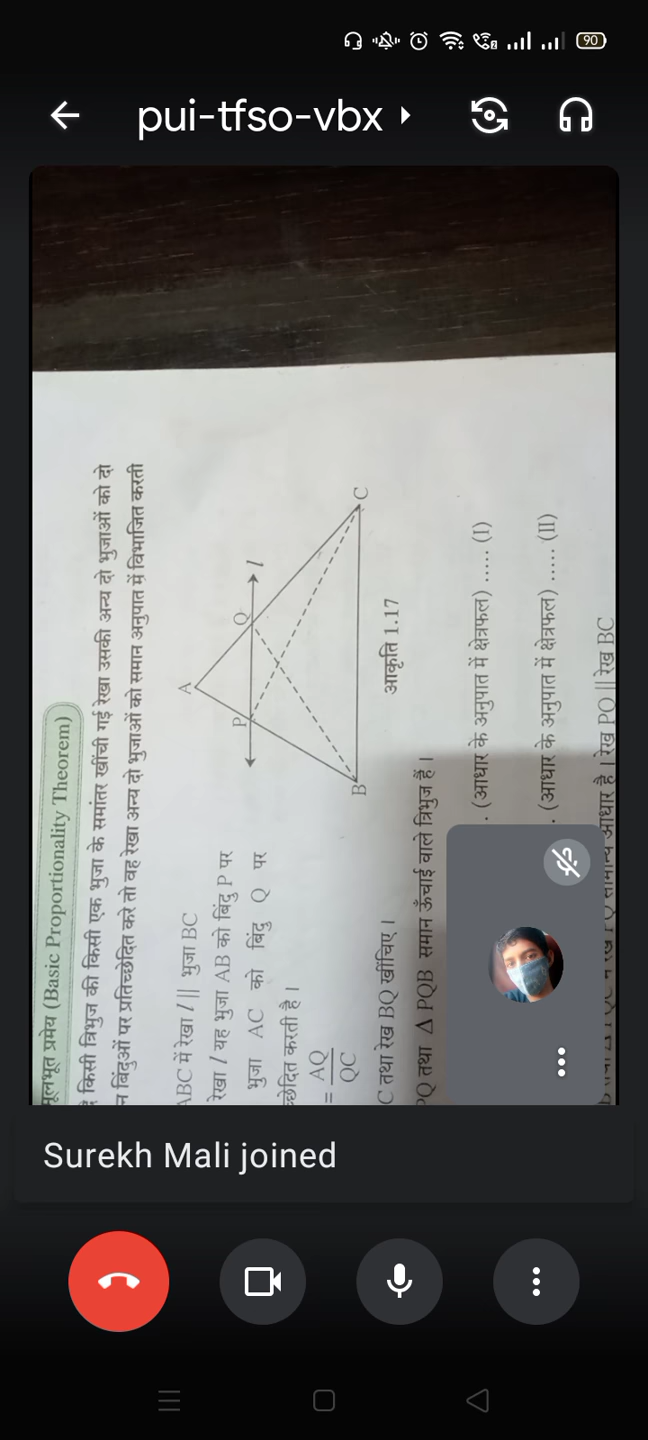 90
pui-tfso-vbx
मूलभूत प्रमेय (Basic Proportionality Theorem)
किसी त्रिभुज की किसी एक भुजा के समांतर खींची गई रेखा उसकी अन्य दो भुजाओं को दो
न बिंदुओं पर प्रतिच्छेदित करे तो वह रेखा अन्य दो भुजाओं को समान अनुपात में विभाजित करती
ABC में रेखा l || भुजा BC
रेखा l यह भुजा AB को बिंदु P पर
भुजा AC को बिंदु Q पर
च्छेदित करती है ।
= AQ
QC
A
P
Q
l
B
C
आकृति 1.17
C तथा रेख BQ खींचिए ।
PQ तथा Δ PQB समान ऊँचाई वाले त्रिभुज हैं ।
. (आधार के अनुपात में क्षेत्रफल) ..... (I)
. (आधार के अनुपात में क्षेत्रफल) ..... (II)
आधार है । रेख PQ || रेख BC
Surekh Mali joined